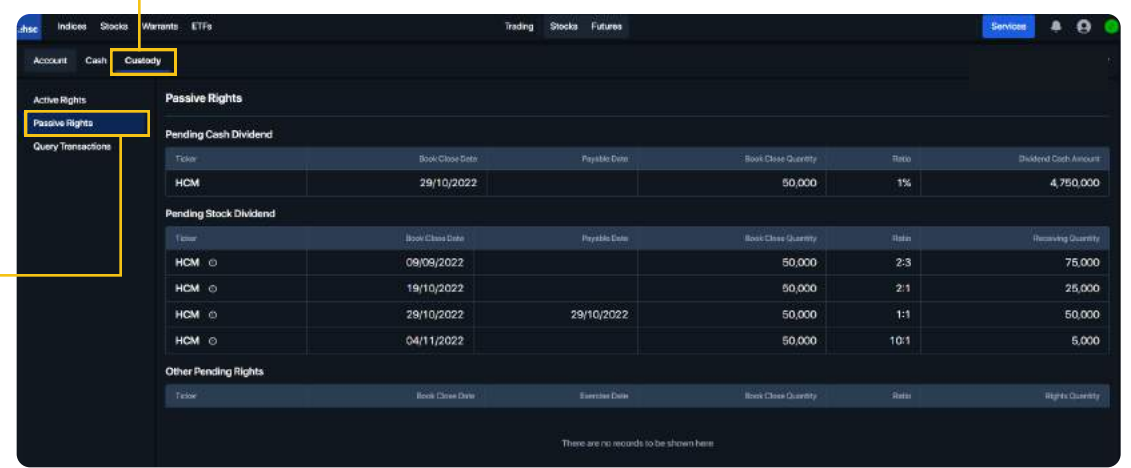 .hsc Indices Stocks Warrants ETFs Trading Stocks Futures Services
Account Cash Custody
Active Rights
Passive Rights
Query Transactions
Passive Rights
Pending Cash Dividend
Ticker Book Close Date Payable Date Book Close Quantity Ratio Dividend Cash Amount
HCM 29/10/2022 50,000 1% 4,750,000
Pending Stock Dividend
Ticker Book Close Date Payable Date Book Close Quantity Ratio Receiving Quantity
HCM 09/09/2022 50,000 2:3 75,000
HCM 19/10/2022 50,000 2:1 25,000
HCM 29/10/2022 29/10/2022 50,000 1:1 50,000
HCM 04/11/2022 50,000 10:1 5,000
Other Pending Rights
Ticker Book Close Date Exercise Date Book Close Quantity Ratio Rights Quantity
There are no records to be shown here